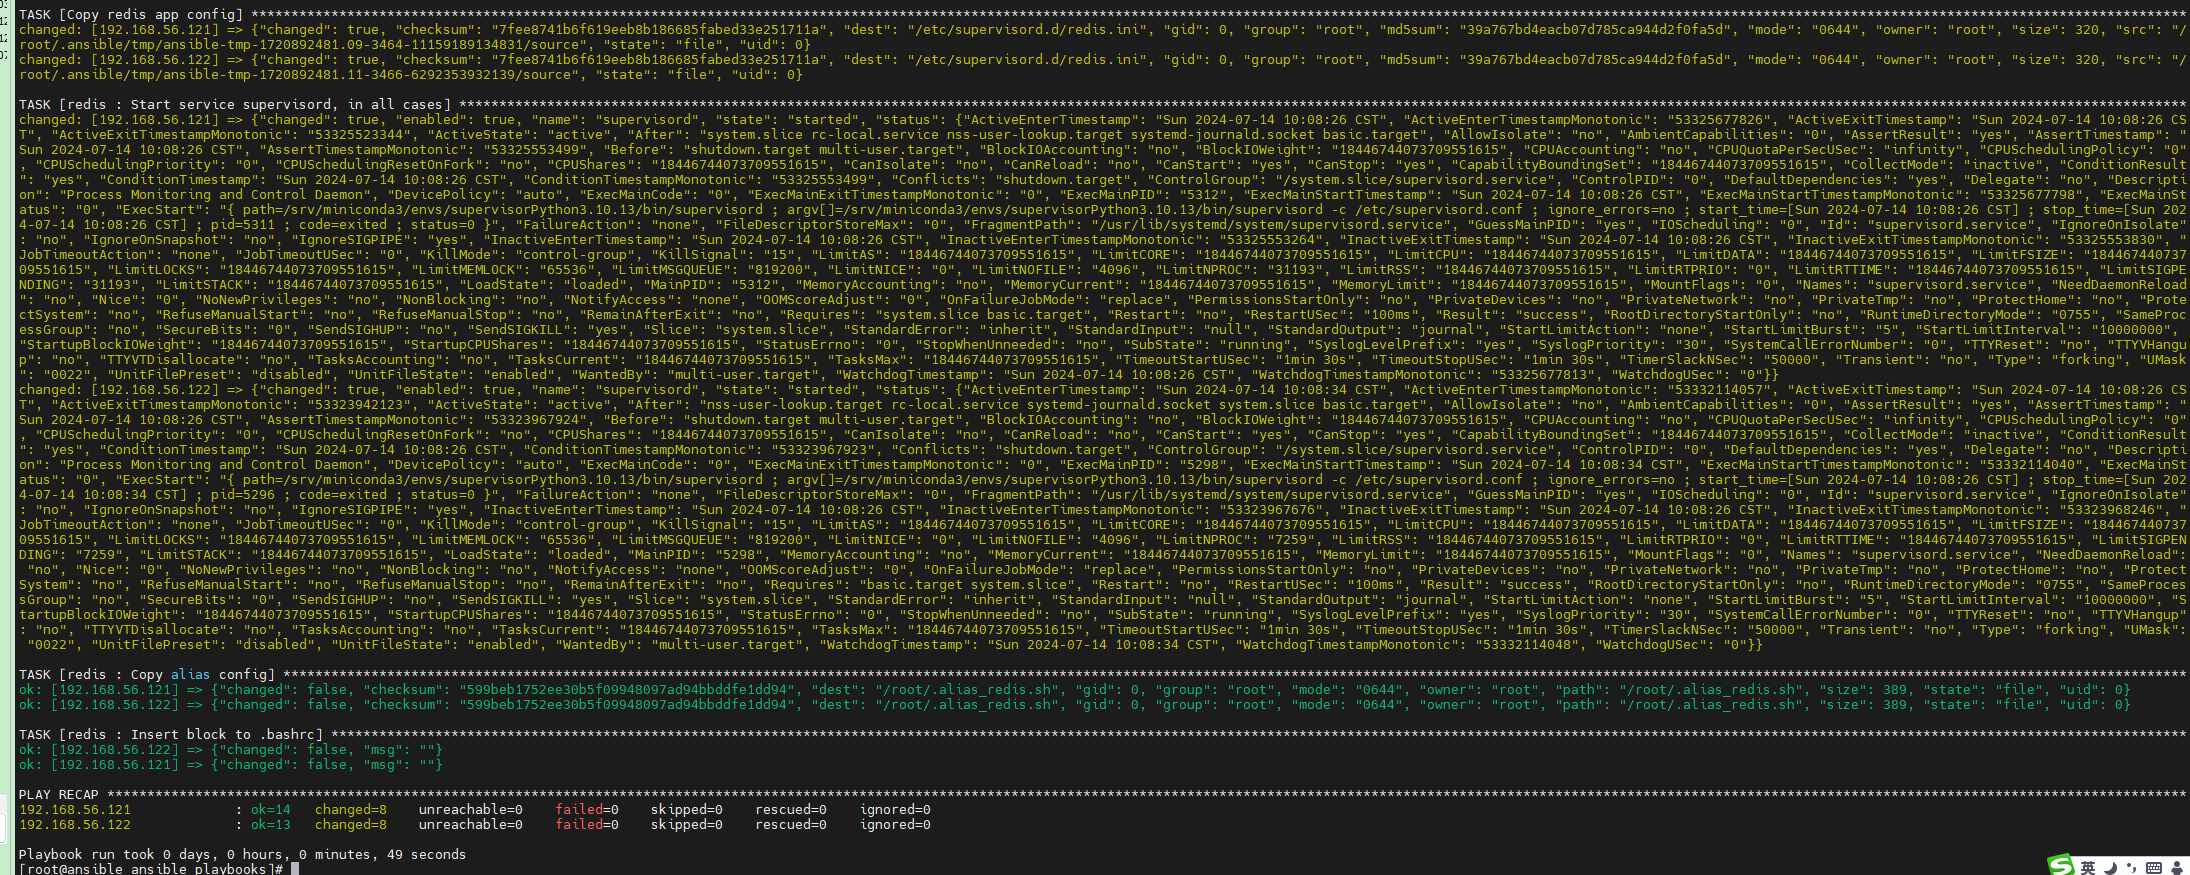 TASK [Copy redis app config] ****************************************************************
changed: [192.168.56.121] => {"changed": true, "checksum": "7fee8741b6f619eeb8b186685fabed33e251711a", "dest": "/etc/supervisord.d/redis.ini", "gid": 0, "group": "root", "md5sum": "39a767bd4eacb07d785ca944d2f0fa5d", "mode": "0644", "owner": "root", "size": 320, "src": "/
root/.ansible/tmp/ansible-tmp-1720892481.09-3464-11159189134831/source", "state": "file", "uid": 0}
changed: [192.168.56.122] => {"changed": true, "checksum": "7fee8741b6f619eeb8b186685fabed33e251711a", "dest": "/etc/supervisord.d/redis.ini", "gid": 0, "group": "root", "md5sum": "39a767bd4eacb07d785ca944d2f0fa5d", "mode": "0644", "owner": "root", "size": 320, "src": "/
root/.ansible/tmp/ansible-tmp-1720892481.11-3466-6292353932139/source", "state": "file", "uid": 0}
TASK [redis : Start service supervisord, in all cases] ****************************************************************
changed: [192.168.56.121] => {"changed": true, "enabled": true, "name": "supervisord", "state": "started", "status": {"ActiveEnterTimestamp": "Sun 2024-07-14 10:08:26 CST", "ActiveEnterTimestampMonotonic": "53325677826", "ActiveExitTimestamp": "Sun 2024-07-14 10:08:26 CS
T", "ActiveExitTimestampMonotonic": "53325523344", "ActiveState": "active", "After": "system.slice rc-local.service nss-user-lookup.target systemd-journald.socket basic.target", "AllowIsolate": "no", "AmbientCapabilities": "0", "AssertResult": "yes", "AssertTimestamp": "
Sun 2024-07-14 10:08:26 CST", "AssertTimestampMonotonic": "53325553499", "Before": "shutdown.target multi-user.target", "BlockIOAccounting": "no", "BlockIOWeight": "18446744073709551615", "CPUAccounting": "no", "CPUQuotaPerSecUSec": "infinity", "CPUSchedulingPolicy": "0"
, "CPUSchedulingPriority": "0", "CPUSchedulingResetOnFork": "no", "CPUShares": "18446744073709551615", "CanIsolate": "no", "CanReload": "no", "CanStart": "yes", "CanStop": "yes", "CapabilityBoundingSet": "18446744073709551615", "CollectMode": "inactive", "ConditionResult
": "yes", "ConditionTimestamp": "Sun 2024-07-14 10:08:26 CST", "ConditionTimestampMonotonic": "53325553499", "Conflicts": "shutdown.target", "ControlGroup": "/system.slice/supervisord.service", "ControlPID": "0", "DefaultDependencies": "yes", "Delegate": "no", "Descripti
on": "Process Monitoring and Control Daemon", "DevicePolicy": "auto", "ExecMainCode": "0", "ExecMainExitTimestampMonotonic": "0", "ExecMainPID": "5312", "ExecMainStartTimestamp": "Sun 2024-07-14 10:08:26 CST", "ExecMainStartTimestampMonotonic": "53325677798", "ExecMainSt
atus": "0", "ExecStart": "{ path=/srv/miniconda3/envs/supervisorPython3.10.13/bin/supervisord ; argv[]=/srv/miniconda3/envs/supervisorPython3.10.13/bin/supervisord -c /etc/supervisord.conf ; ignore_errors=no ; start_time=[Sun 2024-07-14 10:08:26 CST] ; stop_time=[Sun 202
4-07-14 10:08:26 CST] ; pid=5311 ; code=exited ; status=0 }", "FailureAction": "none", "FileDescriptorStoreMax": "0", "FragmentPath": "/usr/lib/systemd/system/supervisord.service", "GuessMainPID": "yes", "IOScheduling": "0", "Id": "supervisord.service", "IgnoreOnIsolate"
: "no", "IgnoreOnSnapshot": "no", "IgnoreSIGPIPE": "yes", "InactiveEnterTimestamp": "Sun 2024-07-14 10:08:26 CST", "InactiveEnterTimestampMonotonic": "53325553264", "InactiveExitTimestamp": "Sun 2024-07-14 10:08:26 CST", "InactiveExitTimestampMonotonic": "53325553830", "
JobTimeoutAction": "none", "JobTimeoutUSec": "0", "KillMode": "control-group", "KillSignal": "15", "LimitAS": "18446744073709551615", "LimitCORE": "18446744073709551615", "LimitCPU": "18446744073709551615", "LimitDATA": "18446744073709551615", "LimitFSIZE": "184467440737
09551615", "LimitLOCKS": "18446744073709551615", "LimitMEMLOCK": "65536", "LimitMSGQUEUE": "819200", "LimitNICE": "0", "LimitNOFILE": "4096", "LimitNPROC": "31193", "LimitRSS": "18446744073709551615", "LimitRTPRIO": "0", "LimitRTTIME": "18446744073709551615", "LimitSIGPE
NDING": "31193", "LimitSTACK": "18446744073709551615", "LoadState": "loaded", "MainPID": "5312", "MemoryAccounting": "no", "MemoryCurrent": "18446744073709551615", "MemoryLimit": "18446744073709551615", "MountFlags": "0", "Names": "supervisord.service", "NeedDaemonReload
": "no", "Nice": "0", "NoNewPrivileges": "no", "NonBlocking": "no", "NotifyAccess": "none", "OOMScoreAdjust": "0", "OnFailureJobMode": "replace", "PermissionsStartOnly": "no", "PrivateDevices": "no", "PrivateNetwork": "no", "PrivateTmp": "no", "ProtectHome": "no", "Prote
ctSystem": "no", "RefuseManualStart": "no", "RefuseManualStop": "no", "RemainAfterExit": "no", "Requires": "system.slice basic.target", "Restart": "no", "RestartUSec": "100ms", "Result": "success", "RootDirectoryStartOnly": "no", "RuntimeDirectoryMode": "0755", "SameProc
essGroup": "no", "SecureBits": "0", "SendSIGHUP": "no", "SendSIGKILL": "yes", "Slice": "system.slice", "StandardError": "inherit", "StandardInput": "null", "StandardOutput": "journal", "StartLimitAction": "none", "StartLimitBurst": "5", "StartLimitInterval": "10000000", 
"StartupBlockIOWeight": "18446744073709551615", "StartupCPUShares": "18446744073709551615", "StatusErrno": "0", "StopWhenUnneeded": "no", "SubState": "running", "SyslogLevelPrefix": "yes", "SyslogPriority": "30", "SystemCallErrorNumber": "0", "TTYReset": "no", "TTYVHangu
p": "no", "TTYVTDisallocate": "no", "TasksAccounting": "no", "TasksCurrent": "18446744073709551615", "TasksMax": "18446744073709551615", "TimeoutStartUSec": "1min 30s", "TimeoutStopUSec": "1min 30s", "TimerSlackNSec": "50000", "Transient": "no", "Type": "forking", "UMask
": "0022", "UnitFilePreset": "disabled", "UnitFileState": "enabled", "WantedBy": "multi-user.target", "WatchdogTimestamp": "Sun 2024-07-14 10:08:26 CST", "WatchdogTimestampMonotonic": "53325677813", "WatchdogUSec": "0"}}
changed: [192.168.56.122] => {"changed": true, "enabled": true, "name": "supervisord", "state": "started", "status": {"ActiveEnterTimestamp": "Sun 2024-07-14 10:08:34 CST", "ActiveEnterTimestampMonotonic": "53332114057", "ActiveExitTimestamp": "Sun 2024-07-14 10:08:26 CS
T", "ActiveExitTimestampMonotonic": "53323942123", "ActiveState": "active", "After": "nss-user-lookup.target rc-local.service systemd-journald.socket system.slice basic.target", "AllowIsolate": "no", "AmbientCapabilities": "0", "AssertResult": "yes", "AssertTimestamp": "
Sun 2024-07-14 10:08:26 CST", "AssertTimestampMonotonic": "53323967924", "Before": "shutdown.target multi-user.target", "BlockIOAccounting": "no", "BlockIOWeight": "18446744073709551615", "CPUAccounting": "no", "CPUQuotaPerSecUSec": "infinity", "CPUSchedulingPolicy": "0"
, "CPUSchedulingPriority": "0", "CPUSchedulingResetOnFork": "no", "CPUShares": "18446744073709551615", "CanIsolate": "no", "CanReload": "no", "CanStart": "yes", "CanStop": "yes", "CapabilityBoundingSet": "18446744073709551615", "CollectMode": "inactive", "ConditionResult
": "yes", "ConditionTimestamp": "Sun 2024-07-14 10:08:26 CST", "ConditionTimestampMonotonic": "53323967923", "Conflicts": "shutdown.target", "ControlGroup": "/system.slice/supervisord.service", "ControlPID": "0", "DefaultDependencies": "yes", "Delegate": "no", "Descripti
on": "Process Monitoring and Control Daemon", "DevicePolicy": "auto", "ExecMainCode": "0", "ExecMainExitTimestampMonotonic": "0", "ExecMainPID": "5298", "ExecMainStartTimestamp": "Sun 2024-07-14 10:08:34 CST", "ExecMainStartTimestampMonotonic": "53332114040", "ExecMainSt
atus": "0", "ExecStart": "{ path=/srv/miniconda3/envs/supervisorPython3.10.13/bin/supervisord ; argv[]=/srv/miniconda3/envs/supervisorPython3.10.13/bin/supervisord -c /etc/supervisord.conf ; ignore_errors=no ; start_time=[Sun 2024-07-14 10:08:26 CST] ; stop_time=[Sun 202
4-07-14 10:08:34 CST] ; pid=5296 ; code=exited ; status=0 }", "FailureAction": "none", "FileDescriptorStoreMax": "0", "FragmentPath": "/usr/lib/systemd/system/supervisord.service", "GuessMainPID": "yes", "IOScheduling": "0", "Id": "supervisord.service", "IgnoreOnIsolate"
: "no", "IgnoreOnSnapshot": "no", "IgnoreSIGPIPE": "yes", "InactiveEnterTimestamp": "Sun 2024-07-14 10:08:26 CST", "InactiveEnterTimestampMonotonic": "53323967676", "InactiveExitTimestamp": "Sun 2024-07-14 10:08:26 CST", "InactiveExitTimestampMonotonic": "53323968246", "
JobTimeoutAction": "none", "JobTimeoutUSec": "0", "KillMode": "control-group", "KillSignal": "15", "LimitAS": "18446744073709551615", "LimitCORE": "18446744073709551615", "LimitCPU": "18446744073709551615", "LimitDATA": "18446744073709551615", "LimitFSIZE": "184467440737
09551615", "LimitLOCKS": "18446744073709551615", "LimitMEMLOCK": "65536", "LimitMSGQUEUE": "819200", "LimitNICE": "0", "LimitNOFILE": "4096", "LimitNPROC": "7259", "LimitRSS": "18446744073709551615", "LimitRTPRIO": "0", "LimitRTTIME": "18446744073709551615", "LimitSIGPEN
DING": "7259", "LimitSTACK": "18446744073709551615", "LoadState": "loaded", "MainPID": "5298", "MemoryAccounting": "no", "MemoryCurrent": "18446744073709551615", "MemoryLimit": "18446744073709551615", "MountFlags": "0", "Names": "supervisord.service", "NeedDaemonReload":
 "no", "Nice": "0", "NoNewPrivileges": "no", "NonBlocking": "no", "NotifyAccess": "none", "OOMScoreAdjust": "0", "OnFailureJobMode": "replace", "PermissionsStartOnly": "no", "PrivateDevices": "no", "PrivateNetwork": "no", "PrivateTmp": "no", "ProtectHome": "no", "Protect
System": "no", "RefuseManualStart": "no", "RefuseManualStop": "no", "RemainAfterExit": "no", "Requires": "basic.target system.slice", "Restart": "no", "RestartUSec": "100ms", "Result": "success", "RootDirectoryStartOnly": "no", "RuntimeDirectoryMode": "0755", "SameProces
sGroup": "no", "SecureBits": "0", "SendSIGHUP": "no", "SendSIGKILL": "yes", "Slice": "system.slice", "StandardError": "inherit", "StandardInput": "null", "StandardOutput": "journal", "StartLimitAction": "none", "StartLimitBurst": "5", "StartLimitInterval": "10000000", "S
tartupBlockIOWeight": "18446744073709551615", "StartupCPUShares": "18446744073709551615", "StatusErrno": "0", "StopWhenUnneeded": "no", "SubState": "running", "SyslogLevelPrefix": "yes", "SyslogPriority": "30", "SystemCallErrorNumber": "0", "TTYReset": "no", "TTYVHangup"
: "no", "TTYVTDisallocate": "no", "TasksAccounting": "no", "TasksCurrent": "18446744073709551615", "TasksMax": "18446744073709551615", "TimeoutStartUSec": "1min 30s", "TimeoutStopUSec": "1min 30s", "TimerSlackNSec": "50000", "Transient": "no", "Type": "forking", "UMask":
 "0022", "UnitFilePreset": "disabled", "UnitFileState": "enabled", "WantedBy": "multi-user.target", "WatchdogTimestamp": "Sun 2024-07-14 10:08:34 CST", "WatchdogTimestampMonotonic": "53332114048", "WatchdogUSec": "0"}}
TASK [redis : Copy alias config] ****************************************************************
ok: [192.168.56.121] => {"changed": false, "checksum": "599beb1752ee30b5f09948097ad94bbddfe1dd94", "dest": "/root/.alias_redis.sh", "gid": 0, "group": "root", "mode": "0644", "owner": "root", "path": "/root/.alias_redis.sh", "size": 389, "state": "file", "uid": 0}
ok: [192.168.56.122] => {"changed": false, "checksum": "599beb1752ee30b5f09948097ad94bbddfe1dd94", "dest": "/root/.alias_redis.sh", "gid": 0, "group": "root", "mode": "0644", "owner": "root", "path": "/root/.alias_redis.sh", "size": 389, "state": "file", "uid": 0}
TASK [redis : Insert block to .bashrc] ****************************************************************
ok: [192.168.56.122] => {"changed": false, "msg": ""}
ok: [192.168.56.121] => {"changed": false, "msg": ""}
PLAY RECAP ****************************************************************
192.168.56.121 : ok=14 changed=8 unreachable=0 failed=0 skipped=0 rescued=0 ignored=0
192.168.56.122 : ok=13 changed=8 unreachable=0 failed=0 skipped=0 rescued=0 ignored=0
Playbook run took 0 days, 0 hours, 0 minutes, 49 seconds
[root@ansible ansible_playbooks]#
英